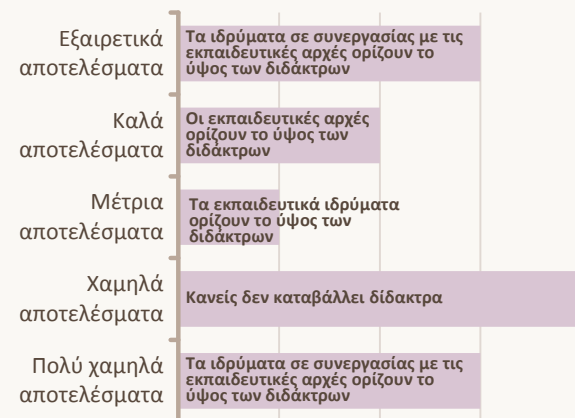 Εξαιρετικά
αποτελέσματα
Τα ιδρύματα σε συνεργασίας με τις
εκπαιδευτικές αρχές ορίζουν το
ύψος των διδάκτρων
Καλά
αποτελέσματα
Οι εκπαιδευτικές αρχές
ορίζουν το ύψος των
διδάκτρων
Μέτρια
αποτελέσματα
Τα εκπαιδευτικά ιδρύματα
ορίζουν το ύψος των
διδάκτρων
Χαμηλά
αποτελέσματα
Κανείς δεν καταβάλλει δίδακτρα
Πολύ χαμηλά
αποτελέσματα
Τα ιδρύματα σε συνεργασίας με τις
εκπαιδευτικές αρχές ορίζουν το
ύψος των διδάκτρων